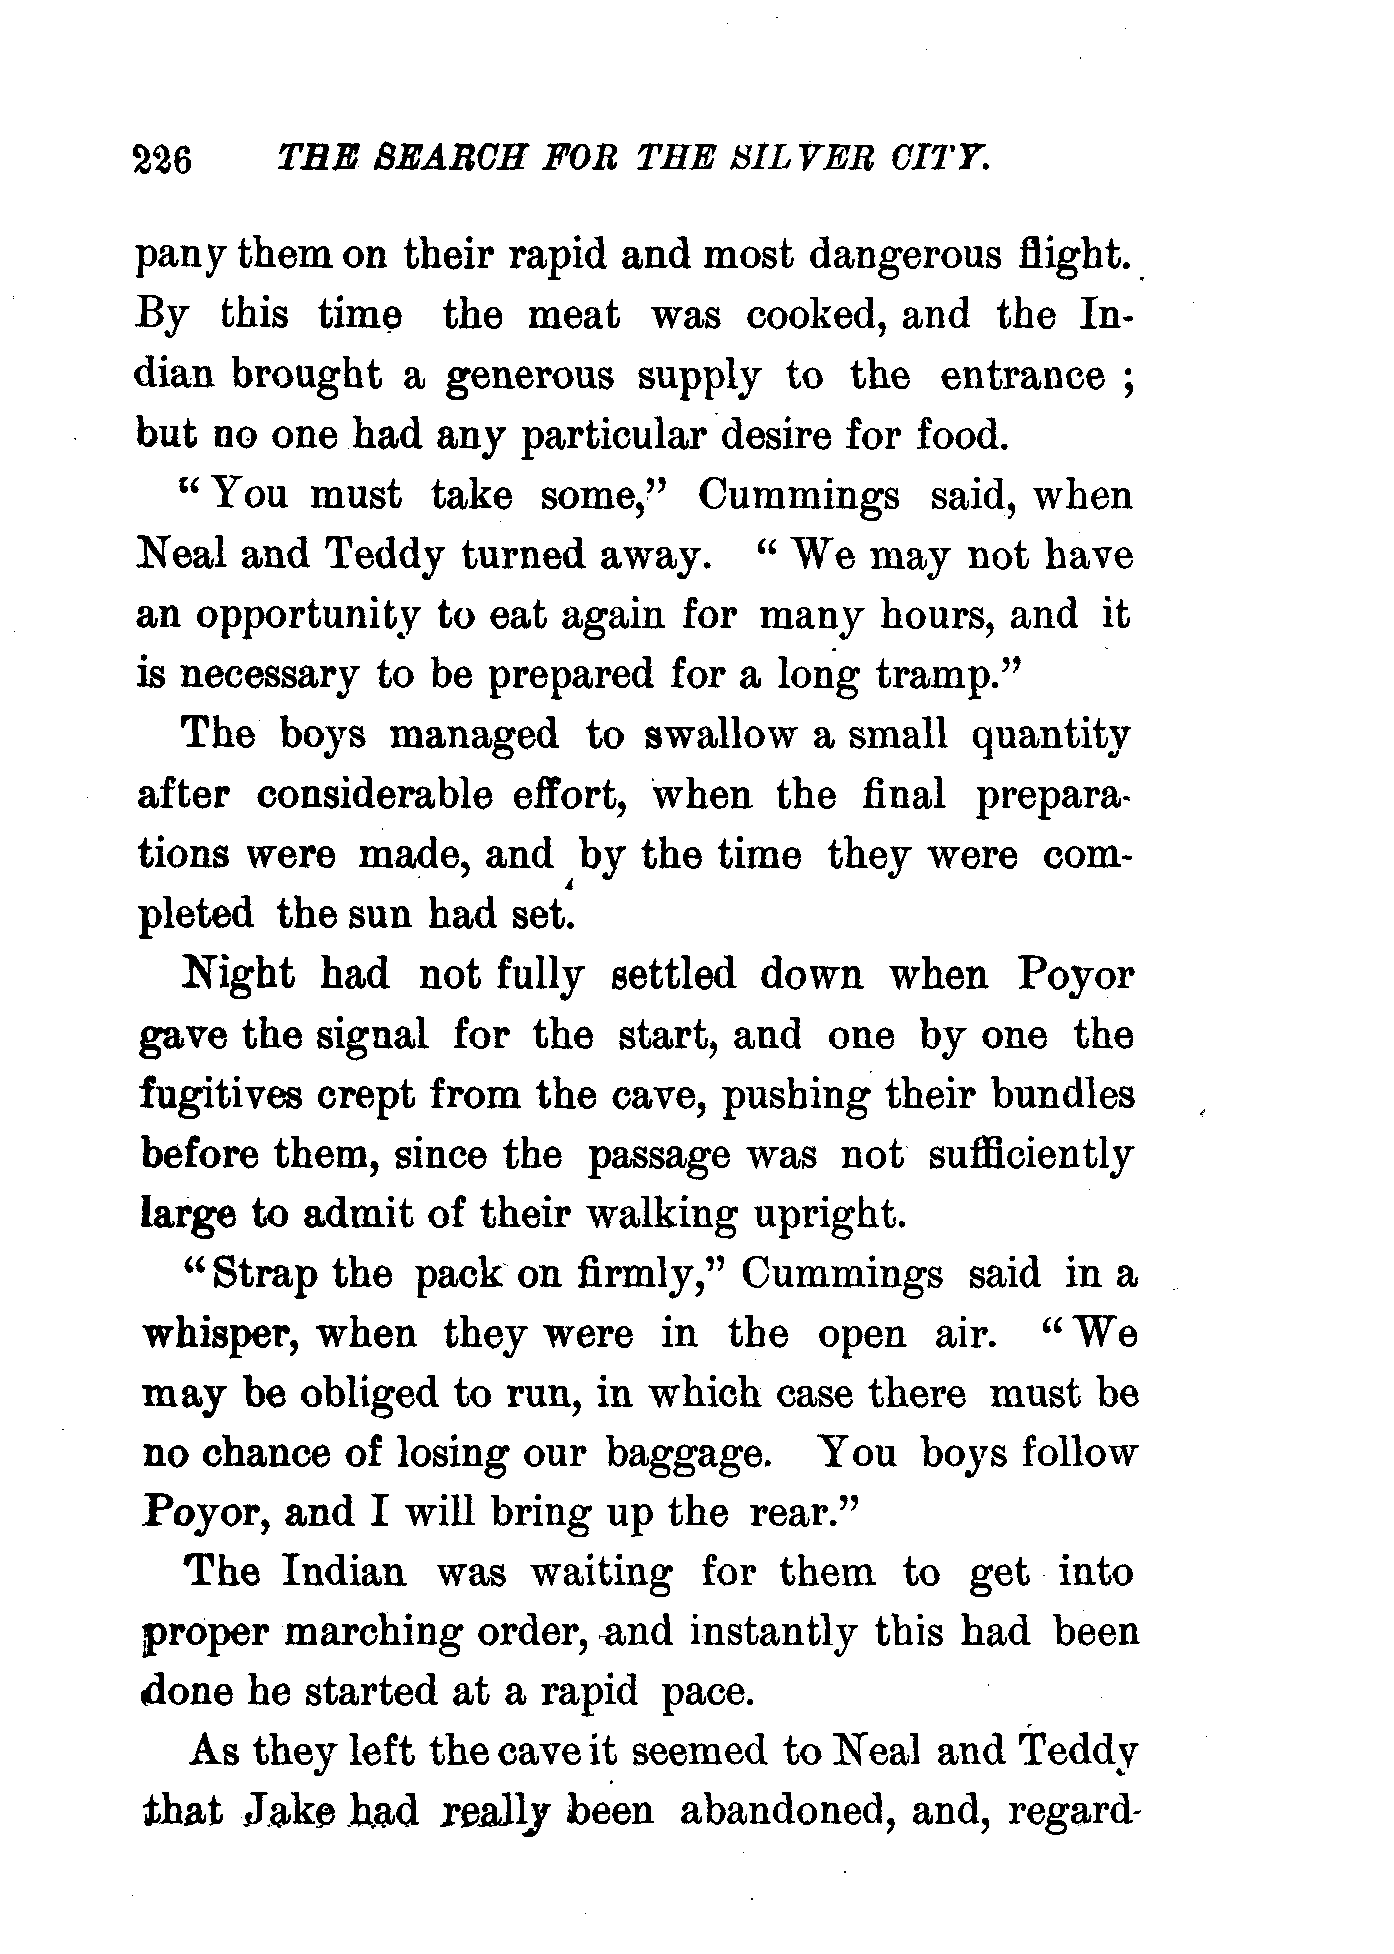 226 THE SEARCH FOR THE SILVER CITY.
pany them on their rapid and most dangerous flight.
By this time the meat was cooked, and the In-
dian brought a generous supply to the entrance ;
but no one had any particular desire for food.
“ You must take some,” Cummings said, when
Neal and Teddy turned away. “ We may not have
an opportunity to eat again for many hours, and it
is necessary to be prepared for a long tramp.”
The boys managed to swallow a small quantity
after considerable effort, when the final prepara-
tions were made, and by the time they were com-
pleted the sun had set.
Night had not fully settled down when Poyor
gave the signal for the start, and one by one the
fugitives crept from the cave, pushing their bundles
before them, since the passage was not sufficiently
large to admit of their walking upright.
“ Strap the pack on firmly,” Cummings said in a
whisper, when they were in the open air. “ We
may be obliged to run, in which case there must be
no chance of losing our baggage. You boys follow
Poyor, and I will bring up the rear.”
The Indian was waiting for them to get into
proper marching order, and instantly this had been
done he started at a rapid pace.
As they left the cave it seemed to Neal and Teddy
that Jake had really been abandoned, and, regard-